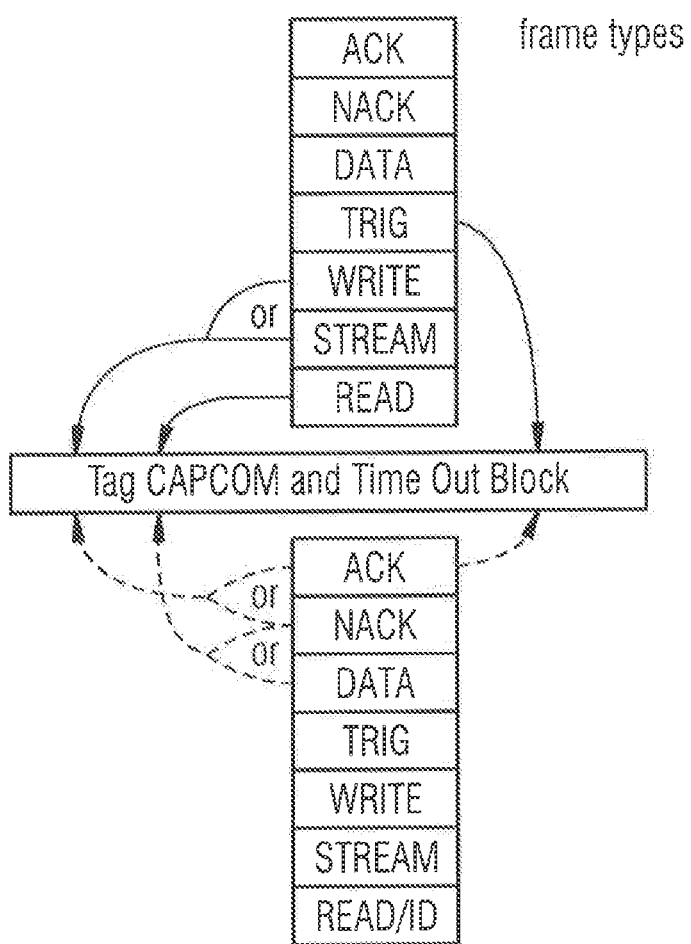 frame types
ACK
NACK
DATA
TRIG
WRITE
or
STREAM
READ
Tag CAPCOM and Time Out Block
ACK
or
NACK
or
DATA
TRIG
WRITE
STREAM
READ/ID